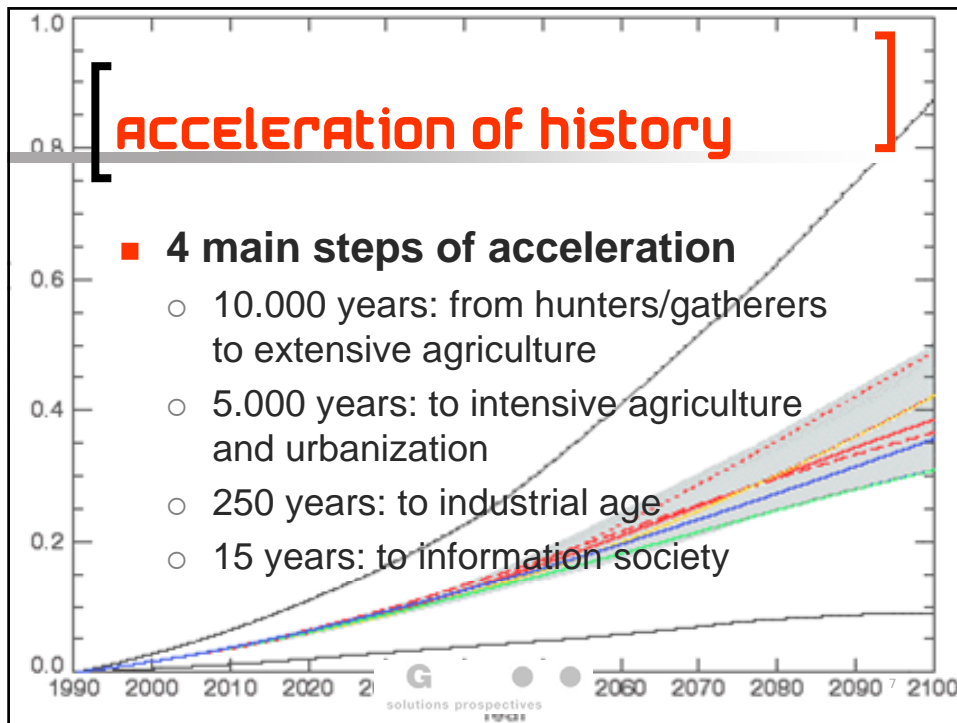 1.0
acceleration of history
0.8
4 main steps of acceleration
10.000 years: from hunters/gatherers
to extensive agriculture
0.6
5.000 years: to intensive agriculture
and urbanization
0.4
250 years: to industrial age
15 years: to information society
0.2
0.0
1990 2000 2010 2020 2060 2070 2080 2090 2100
7
G
solutions prospectives